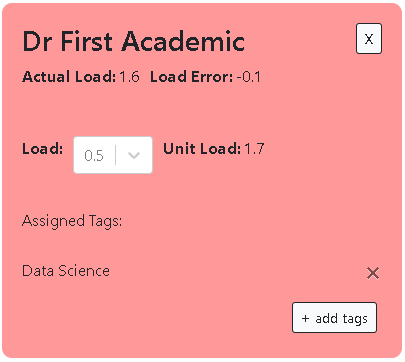 Dr First Academic X
Actual Load: 1.6 Load Error: -0.1
Load: 0.5 Unit Load: 1.7
Assigned Tags:
Data Science ×
+ add tags